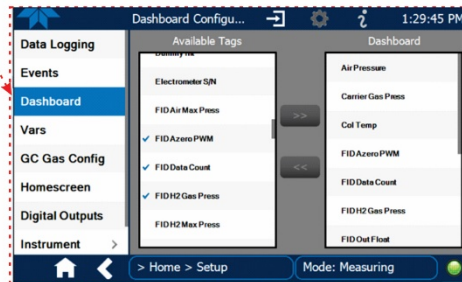 Dashboard Configu...
1:29:45 PM
Data Logging
Events
Dashboard
Vars
GC Gas Config
Homescreen
Digital Outputs
Instrument >
Available Tags
Electrometer S/N
FID Air Max Press
FID Azero PWM
FID Data Count
FID H2 Gas Press
FID H2 Max Press
>>
<<
Dashboard
Air Pressure
Carrier Gas Press
Col Temp
FID Azero PWM
FID Data Count
FID H2 Gas Press
FID Out Float
> Home > Setup
Mode: Measuring